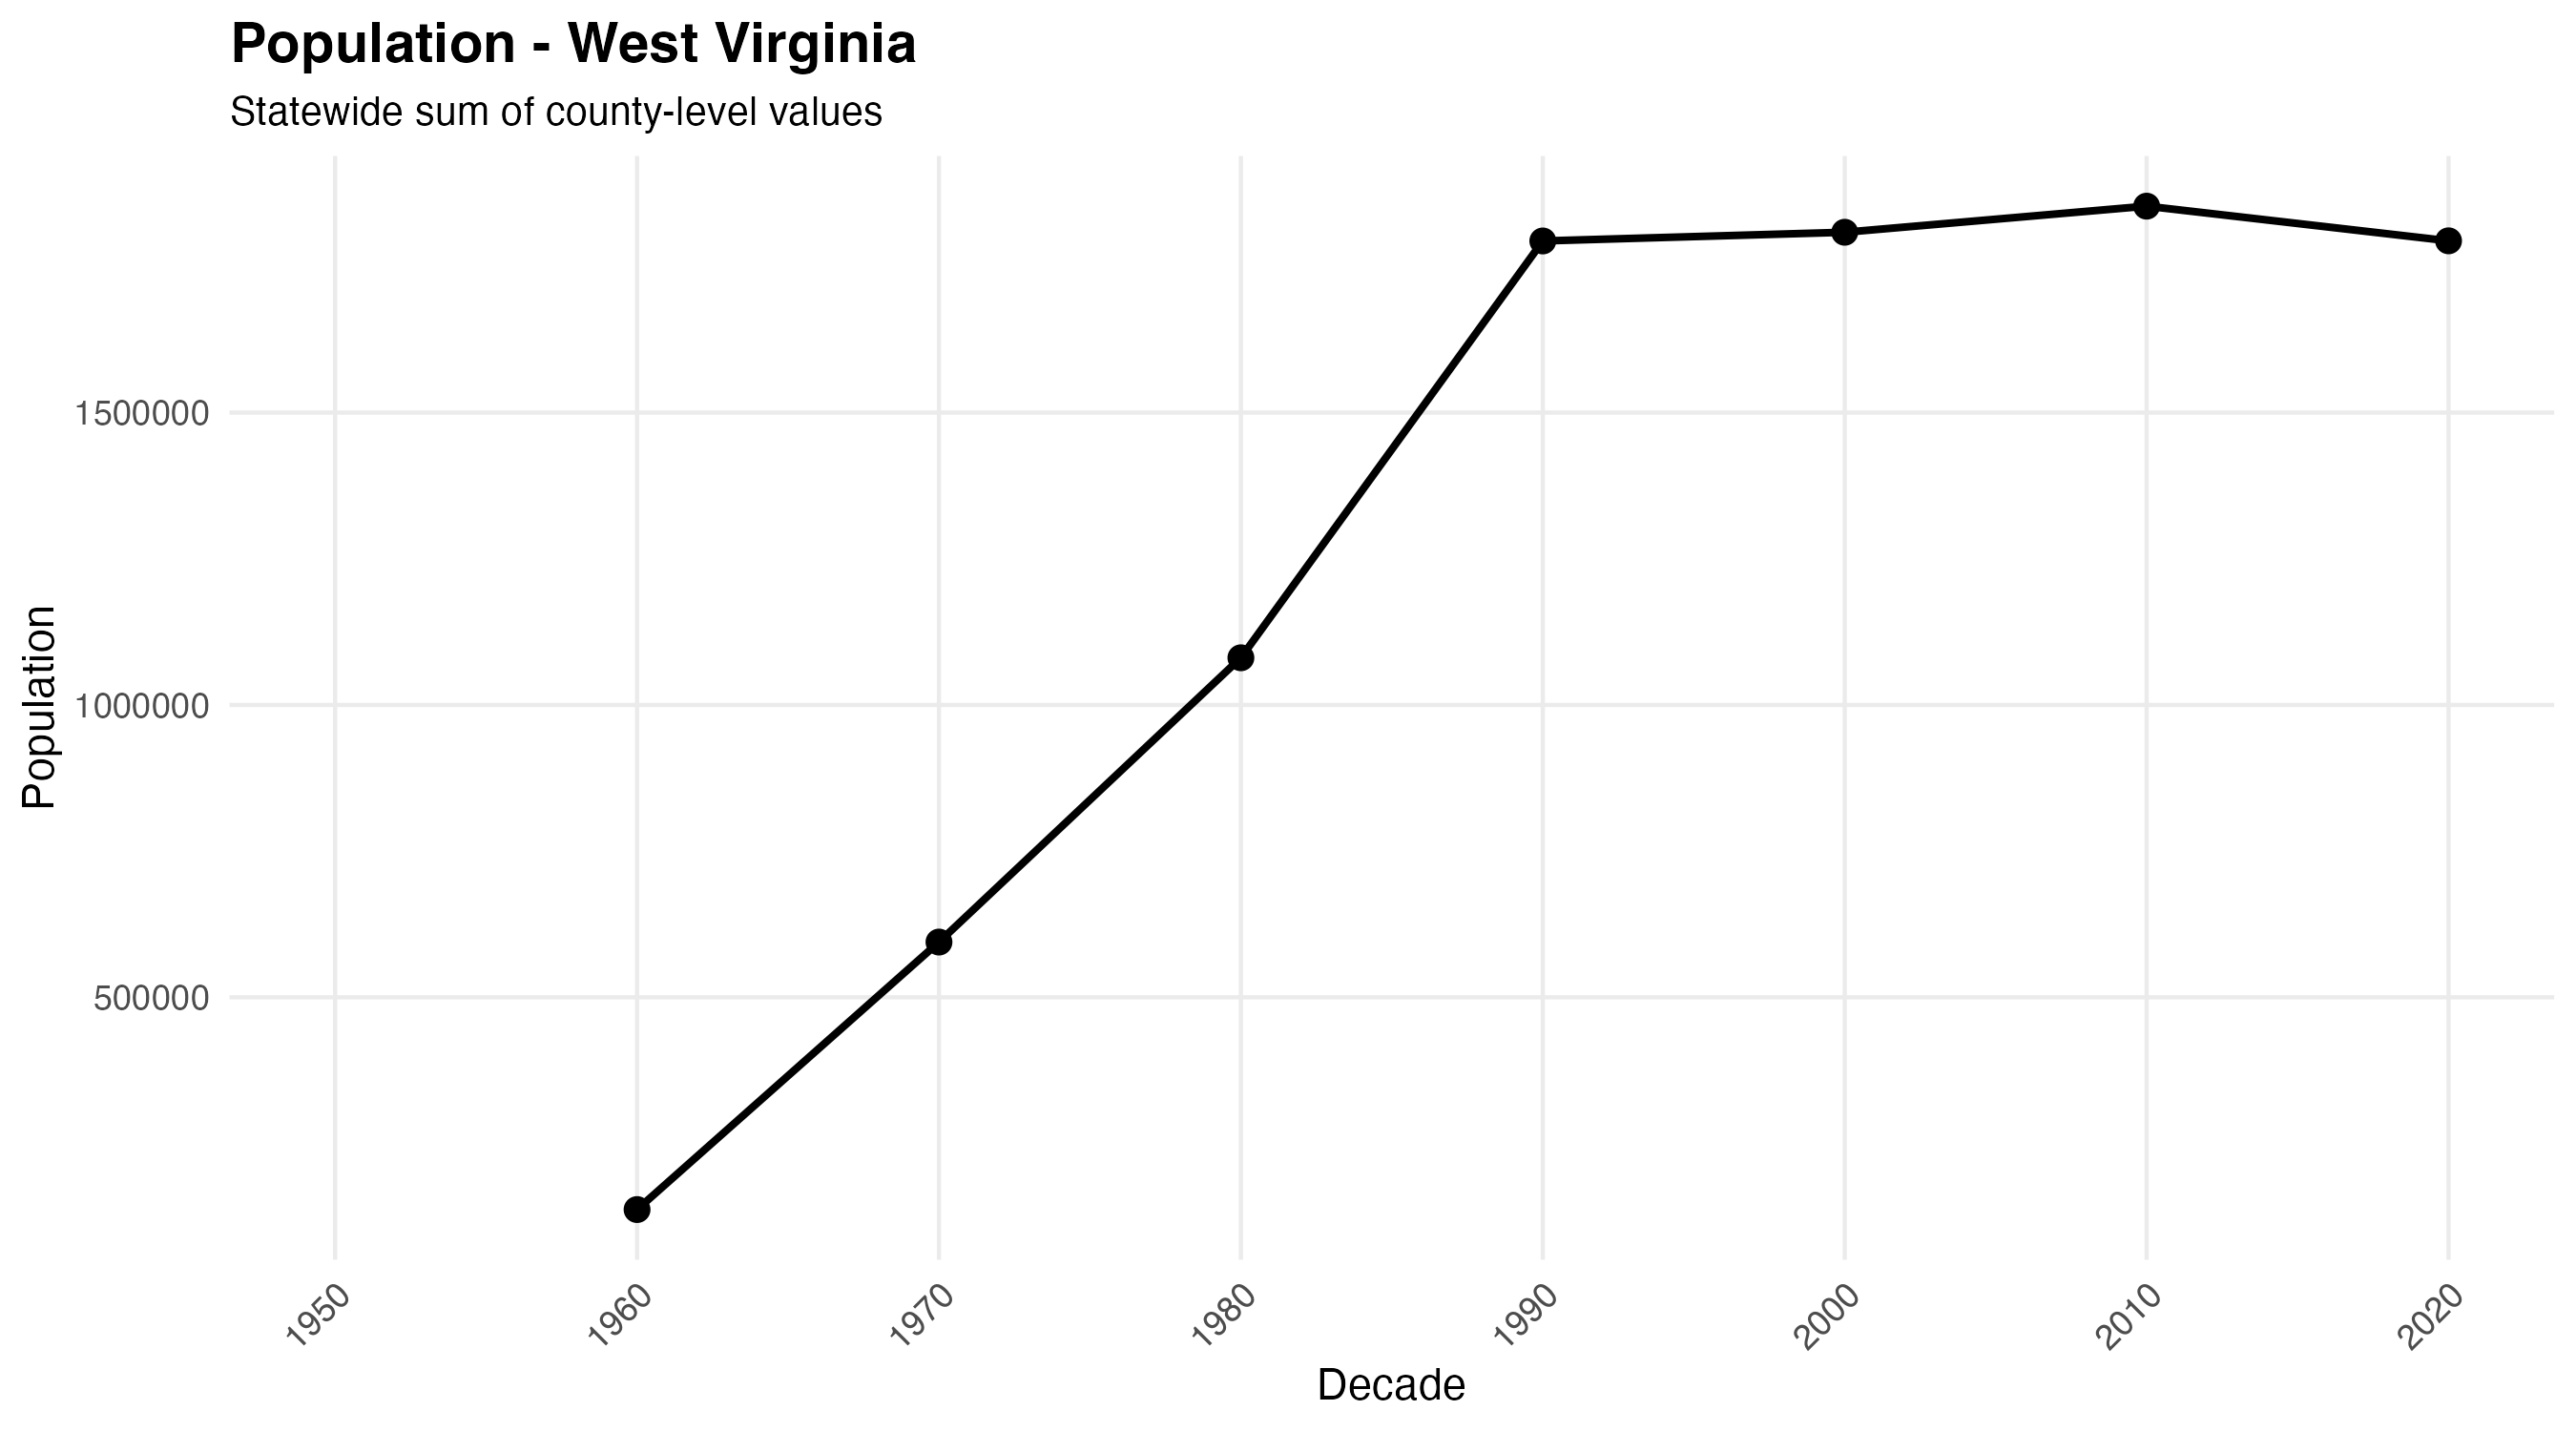 Population - West Virginia
Statewide sum of county-level values
Population
1500000
1000000
500000
1950
1960
1970
1980
1990
2000
2010
2020
Decade